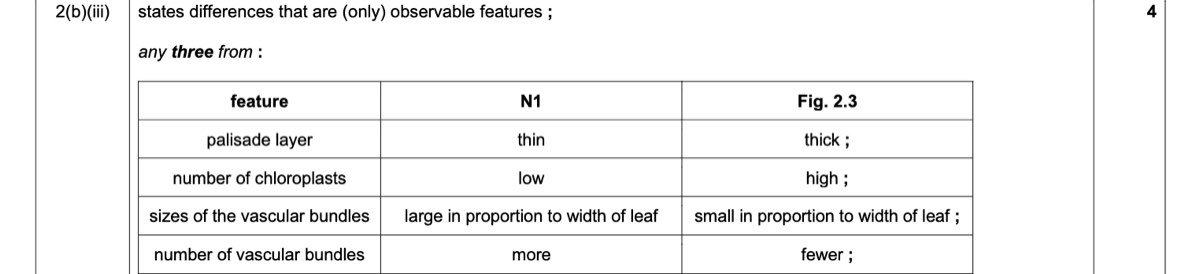 2(b)(iii) states differences that are (only) observable features ; 4
any three from :
feature N1 Fig. 2.3
palisade layer thin thick ;
number of chloroplasts low high ;
sizes of the vascular bundles large in proportion to width of leaf small in proportion to width of leaf ;
number of vascular bundles more fewer ;